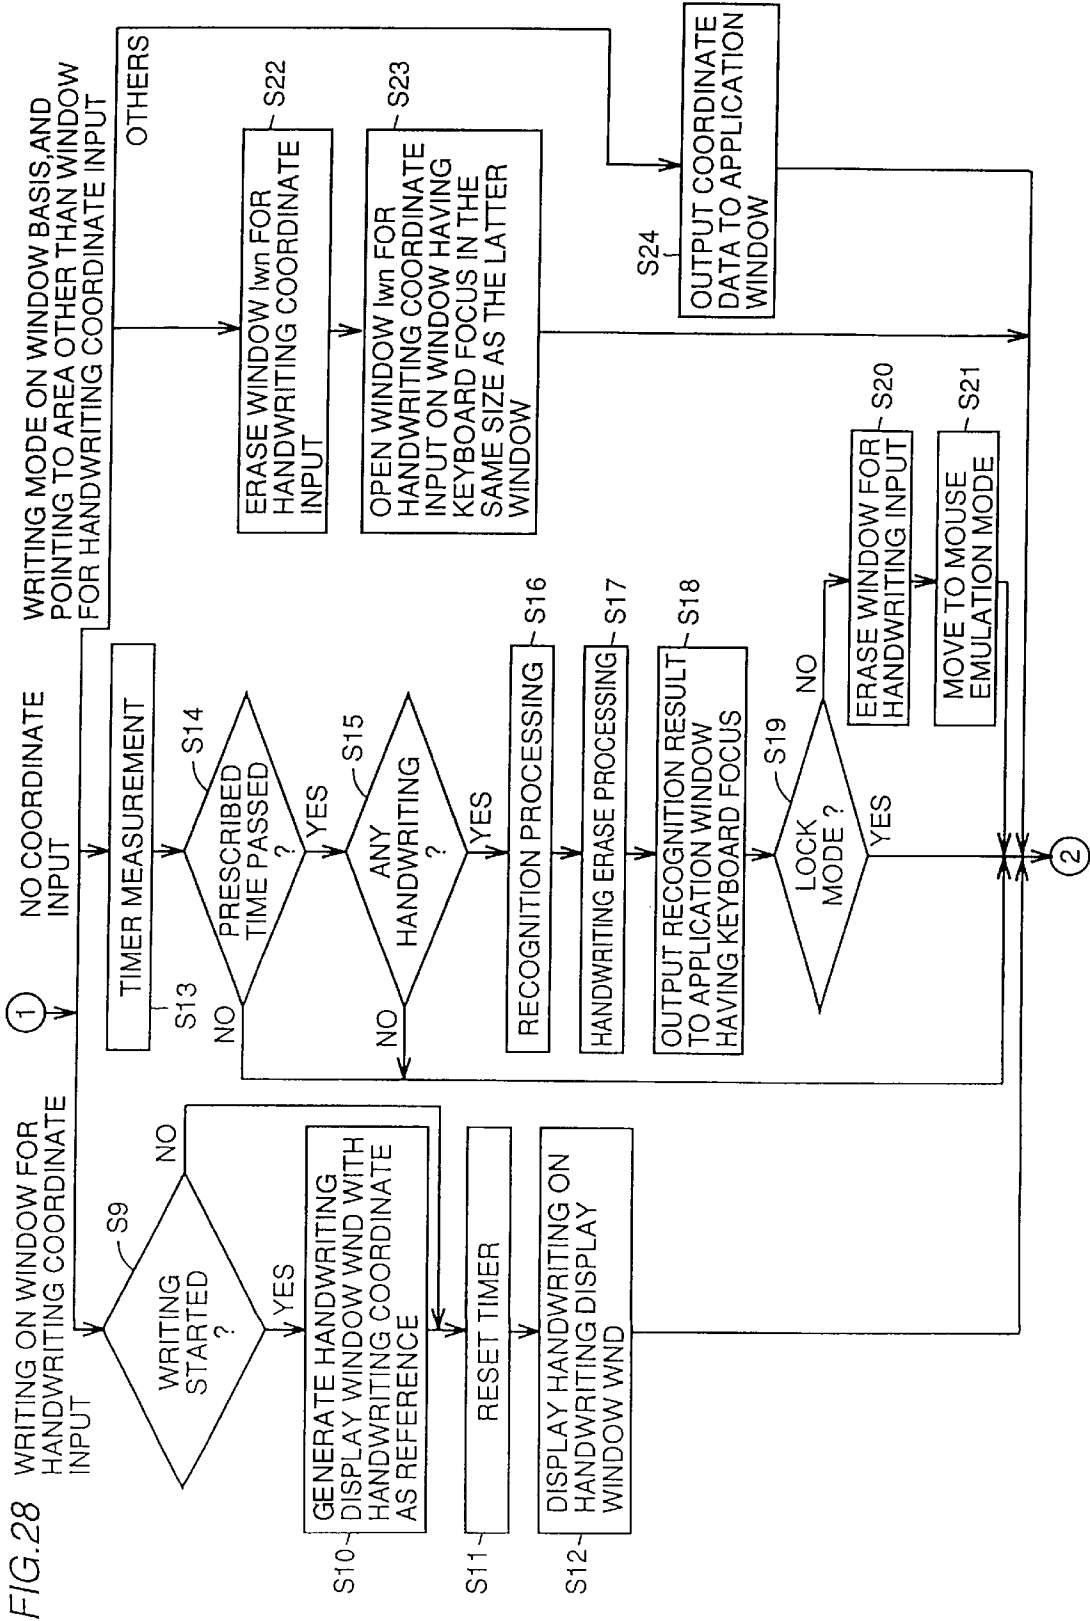 FIG.28
WRITING ON WINDOW FOR
HANDWRITING COORDINATE
INPUT
1
NO COORDINATE
INPUT
WRITING MODE ON WINDOW BASIS,AND
POINTING TO AREA OTHER THAN WINDOW
FOR HANDWRITING COORDINATE INPUT
OTHERS
S9
WRITING
STARTED
?
NO
YES
S10
GENERATE HANDWRITING
DISPLAY WINDOW WND WITH
HANDWRITING COORDINATE
AS REFERENCE
S11
RESET TIMER
S12
DISPLAY HANDWRITING ON
HANDWRITING DISPLAY
WINDOW WND
S13
TIMER MEASUREMENT
S14
PRESCRIBED
TIME PASSED
?
NO
YES
S15
ANY
HANDWRITING
?
NO
YES
S16
RECOGNITION PROCESSING
S17
HANDWRITING ERASE PROCESSING
S18
OUTPUT RECOGNITION RESULT
TO APPLICATION WINDOW
HAVING KEYBOARD FOCUS
S19
LOCK
MODE ?
NO
YES
S20
ERASE WINDOW FOR
HANDWRITING INPUT
S21
MOVE TO MOUSE
EMULATION MODE
S22
ERASE WINDOW Iwn FOR
HANDWRITING COORDINATE
INPUT
S23
OPEN WINDOW Iwn FOR
HANDWRITING COORDINATE
INPUT ON WINDOW HAVING
KEYBOARD FOCUS IN THE
SAME SIZE AS THE LATTER
WINDOW
S24
OUTPUT COORDINATE
DATA TO APPLICATION
WINDOW
2